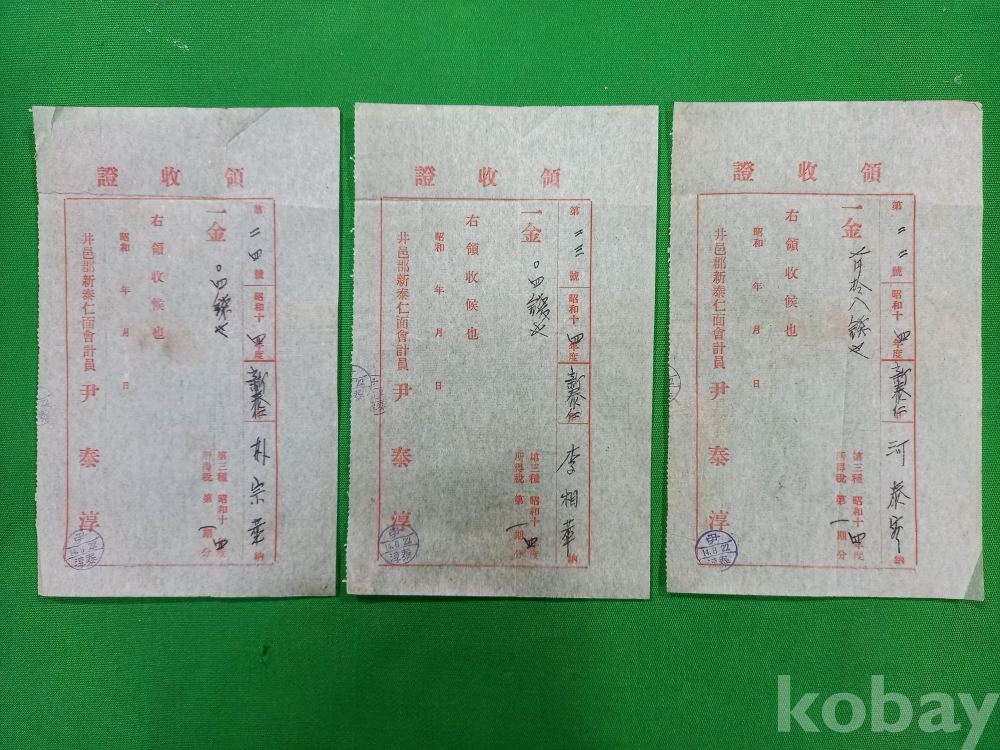 領收證
第二二號 昭和十四年度 新泰仁 河泰 納
一金 拾八錢也
第三種 昭和十四年度
所得稅 第一期分
右領收候也
昭和 年 月 日
井邑郡新泰仁面會計員 尹泰淳
領收證
第二三號 昭和十四年度 新泰仁 李相華 納
一金 〇四錢也
第三種 昭和十四年度
所得稅 第一期分
右領收候也
昭和 年 月 日
井邑郡新泰仁面會計員 尹泰淳
領收證
第二四號 昭和十四年度 新泰仁 朴宗華 納
一金 〇四錢也
第三種 昭和十四年度
所得稅 第一期分
右領收候也
昭和 年 月 日
井邑郡新泰仁面會計員 尹泰淳
kobay